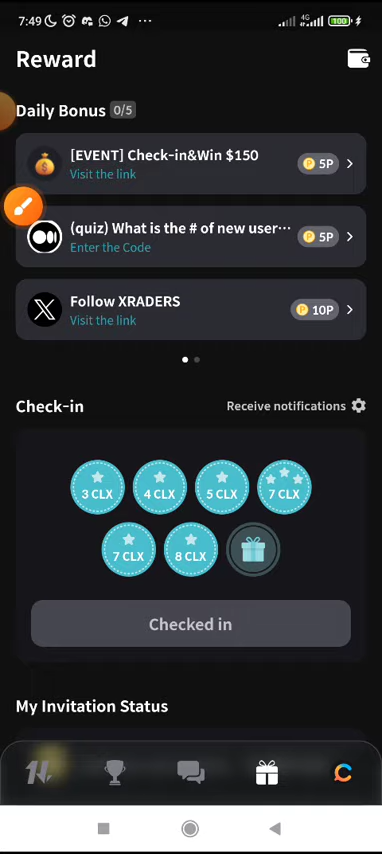 7:49
4G
100
Reward
Daily Bonus 0/5
[EVENT] Check-in&Win $150
Visit the link
P 5P
(quiz) What is the # of new user···
Enter the Code
P 5P
Follow XRADERS
Visit the link
P 10P
Check-in
Receive notifications
3 CLX
4 CLX
5 CLX
7 CLX
7 CLX
8 CLX
Checked in
My Invitation Status